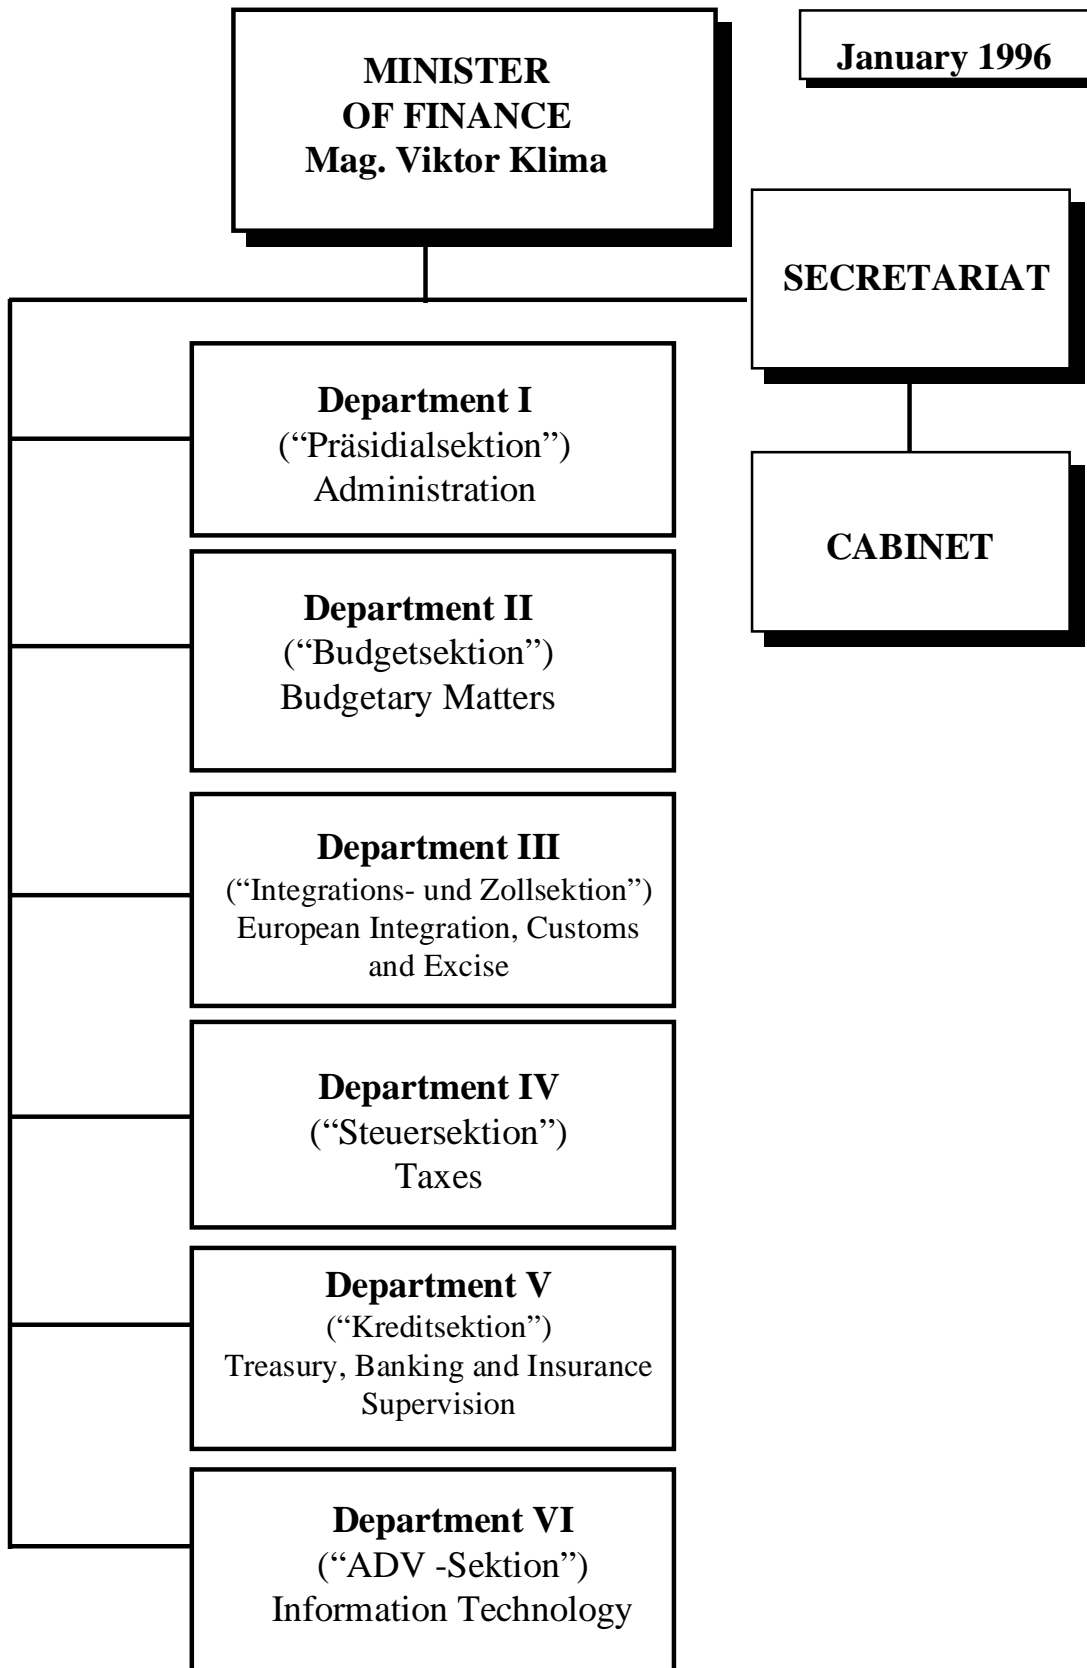 MINISTER
OF FINANCE
Mag. Viktor Klima
January 1996
SECRETARIAT
CABINET
Department I
(“Präsidialsektion”)
Administration
Department II
(“Budgetsektion”)
Budgetary Matters
Department III
(“Integrations- und Zollsektion”)
European Integration, Customs
and Excise
Department IV
(“Steuersektion”)
Taxes
Department V
(“Kreditsektion”)
Treasury, Banking and Insurance
Supervision
Department VI
(“ADV -Sektion”)
Information Technology